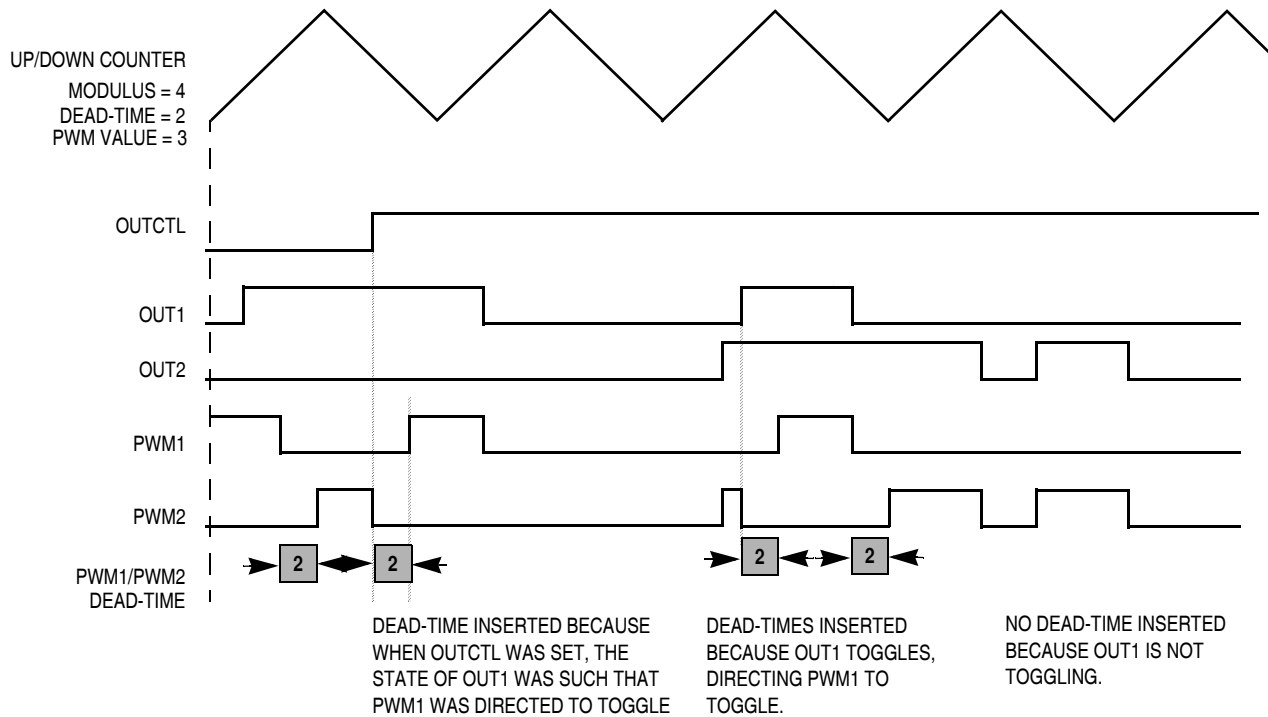 UP/DOWN COUNTER
MODULUS = 4
DEAD-TIME = 2
PWM VALUE = 3
OUTCTL
OUT1
OUT2
PWM1
PWM2
PWM1/PWM2
DEAD-TIME
2
2
2
2
DEAD-TIME INSERTED BECAUSE
WHEN OUTCTL WAS SET, THE
STATE OF OUT1 WAS SUCH THAT
PWM1 WAS DIRECTED TO TOGGLE
DEAD-TIMES INSERTED
BECAUSE OUT1 TOGGLES,
DIRECTING PWM1 TO
TOGGLE.
NO DEAD-TIME INSERTED
BECAUSE OUT1 IS NOT
TOGGLING.